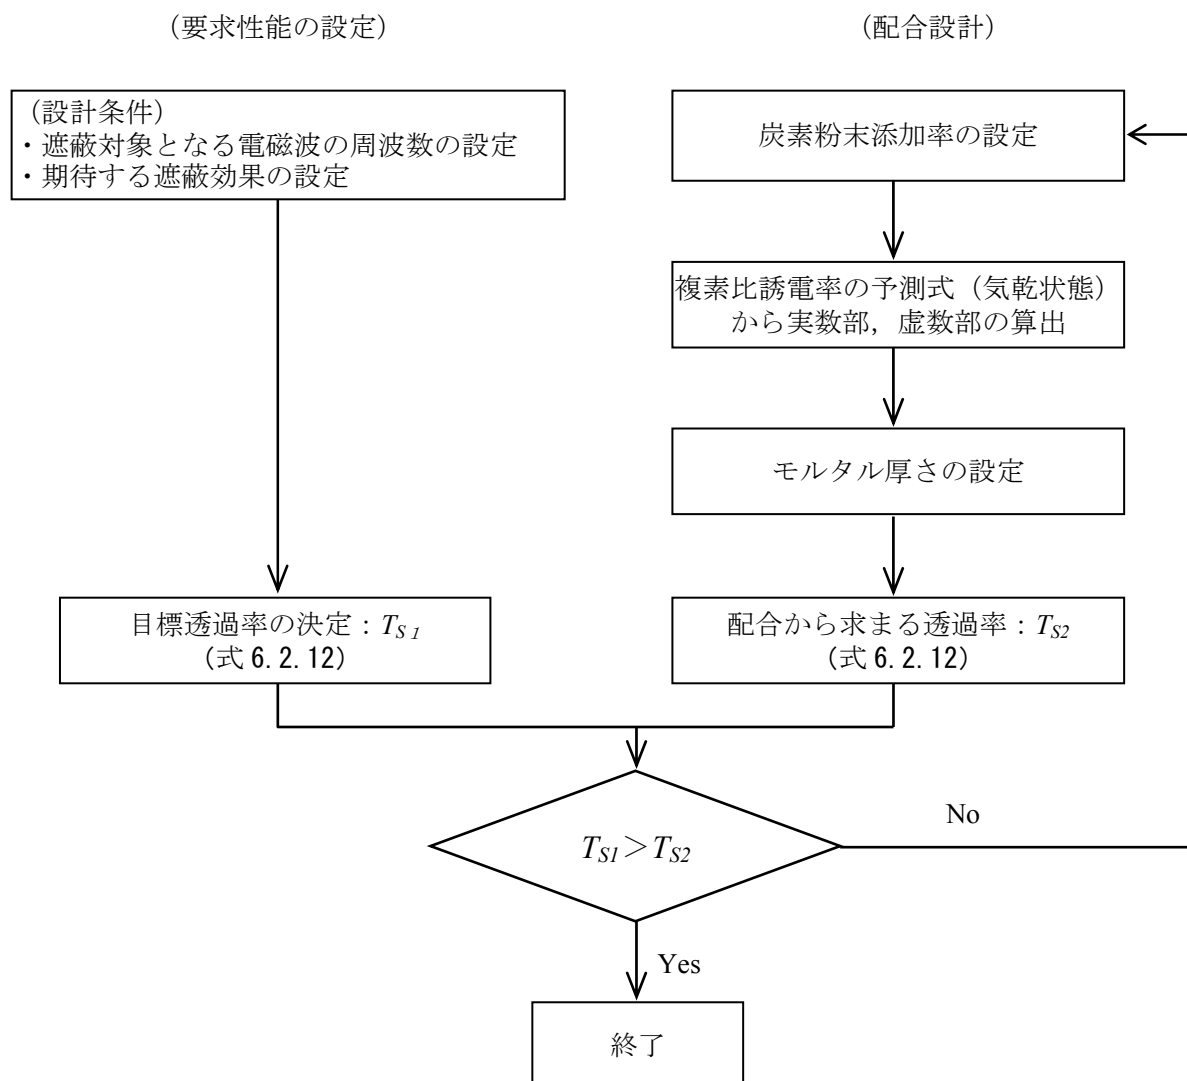 （要求性能の設定）
（設計条件）
・遮蔽対象となる電磁波の周波数の設定
・期待する遮蔽効果の設定
目標透過率の決定：TS 1
（式 6.2.12）
（配合設計）
炭素粉末添加率の設定
複素比誘電率の予測式（気乾状態）
から実数部，虚数部の算出
モルタル厚さの設定
配合から求まる透過率：TS2
（式 6.2.12）
TS1＞TS2
No
Yes
終了